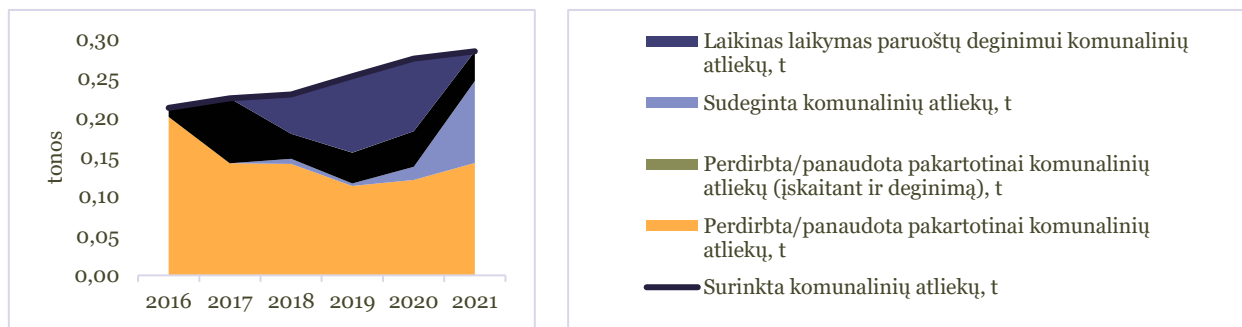 0,30
0,25
0,20
0,15
0,10
0,05
0,00
tonos
2016 2017 2018 2019 2020 2021
Laikinas laikymas paruoštų deginimui komunalinių
atliekų, t
Sudeginta komunalinių atliekų, t
Perdirbta/panaudota pakartotinai komunalinių
atliekų (įskaitant ir deginimą), t
Perdirbta/panaudota pakartotinai komunalinių
atliekų, t
Surinkta komunalinių atliekų, t